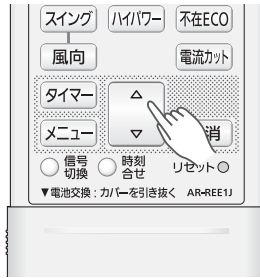 スイング ハイパワー 不在ECO
風向 電流カット
タイマー △
メニュー ▽ 消
信号切換 時刻合せ リセット
▼電池交換：カバーを引き抜く AR-REE1J